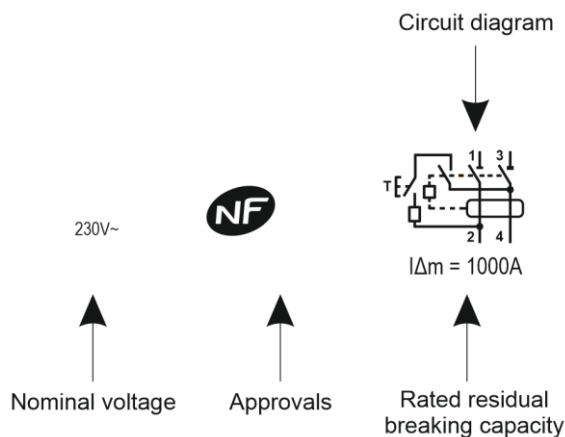 Circuit diagram
1 3
T
NF
230V~
2 4
IΔm = 1000A
Nominal voltage
Approvals
Rated residual
breaking capacity